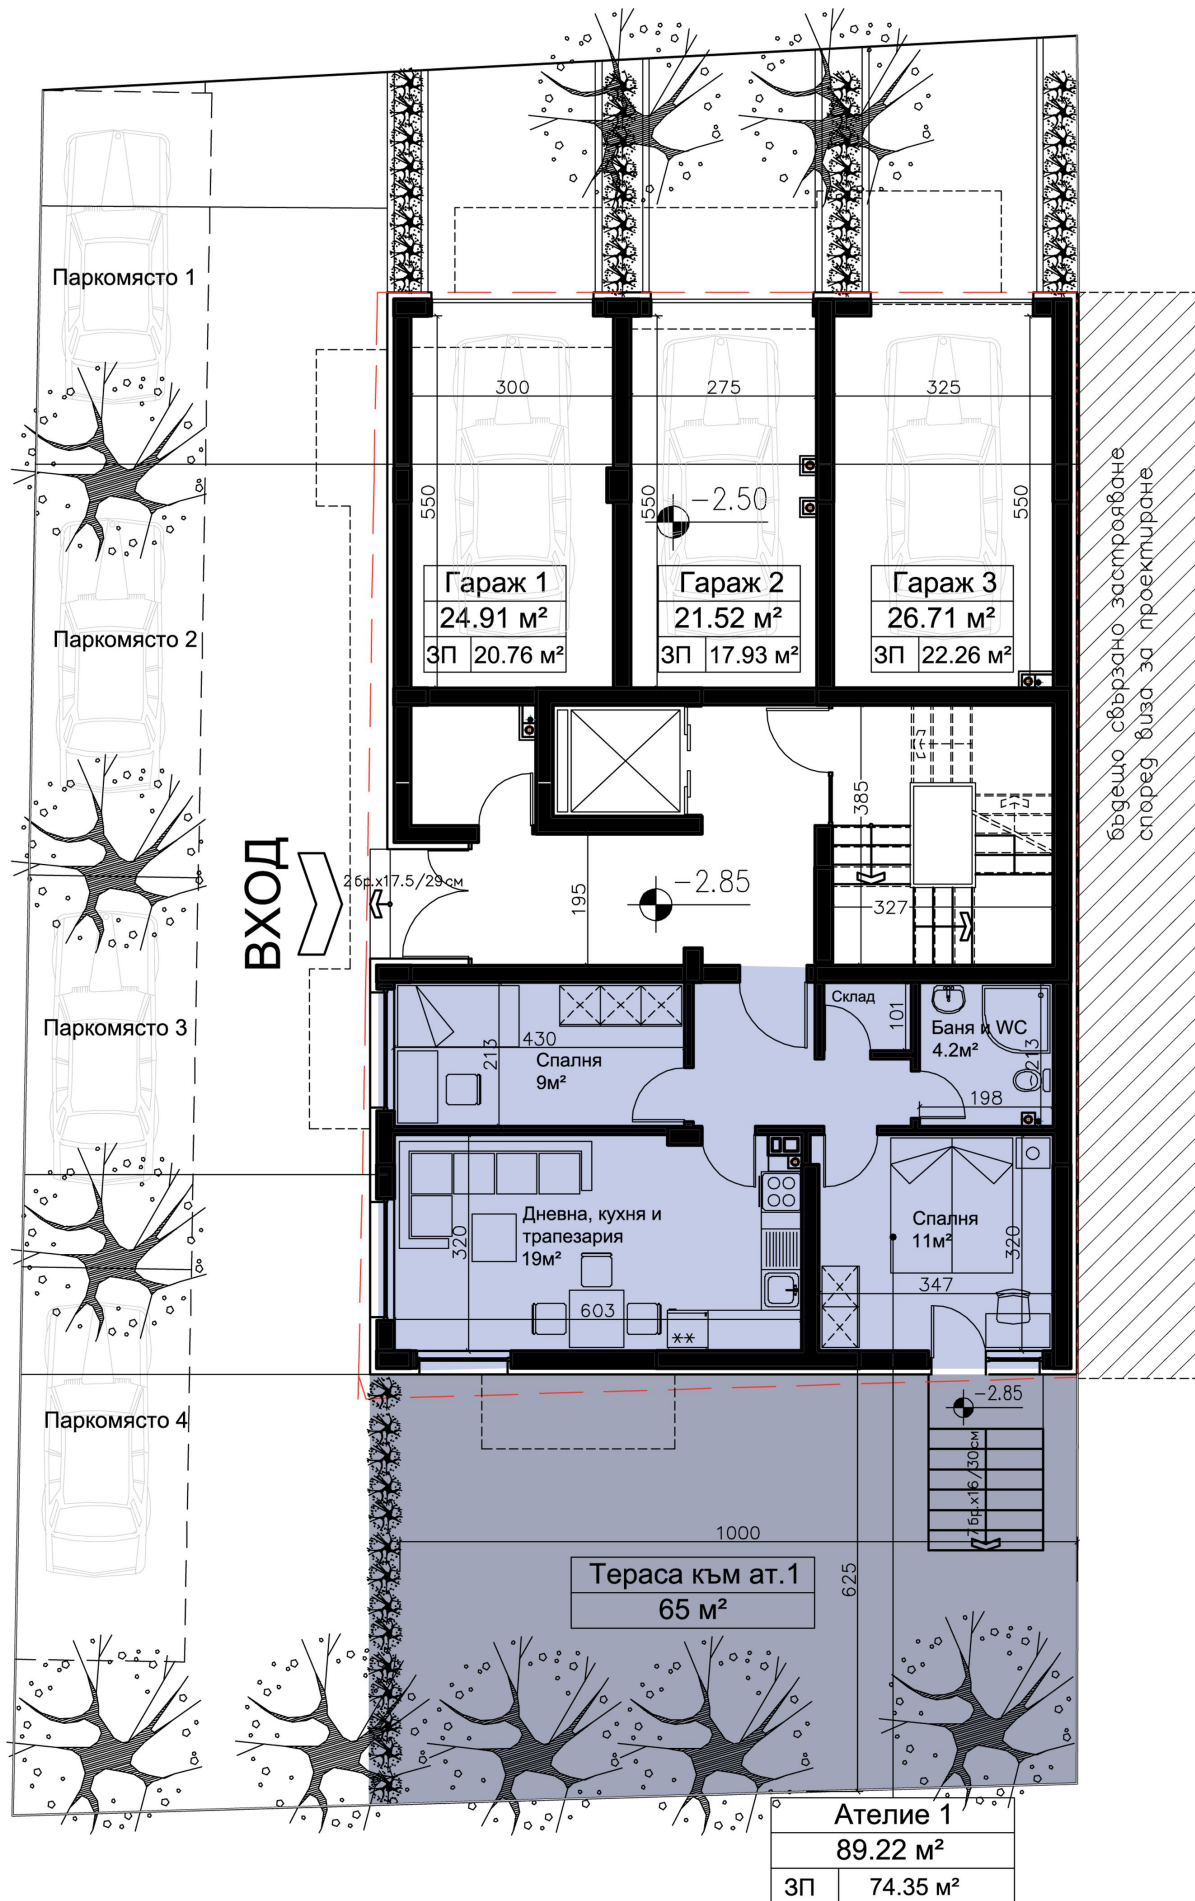 Паркомясто 1
300
275
325
550
550
550
-2.50
Гараж 1
24.91 м²
ЗП 20.76 м²
Гараж 2
21.52 м²
ЗП 17.93 м²
Гараж 3
26.71 м²
ЗП 22.26 м²
бъдещо свързано застрояване
според виза за проектиране
Паркомясто 2
385
ВХОД
2бр.х17.5/29см
195
-2.85
327
Паркомясто 3
Склад
101
Баня и WC
4.2м²
213
198
430
213
Спалня
9м²
Дневна, кухня и
трапезария
19м²
320
603
**
Спалня
11м²
320
347
Паркомясто 4
-2.85
7бр.х16/30см
1000
625
Тераса към ат.1
65 м²
Ателие 1
89.22 м²
ЗП 74.35 м²